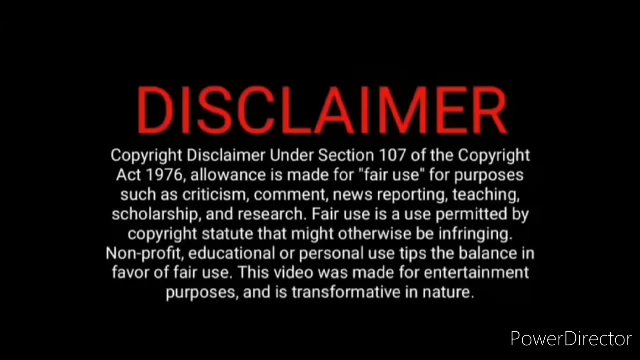 DISCLAIMER
Copyright Disclaimer Under Section 107 of the Copyright
Act 1976, allowance is made for "fair use" for purposes
such as criticism, comment, news reporting, teaching,
scholarship, and research. Fair use is a use permitted by
copyright statute that might otherwise be infringing.
Non-profit, educational or personal use tips the balance in
favor of fair use. This video was made for entertainment
purposes, and is transformative in nature.
PowerDirector